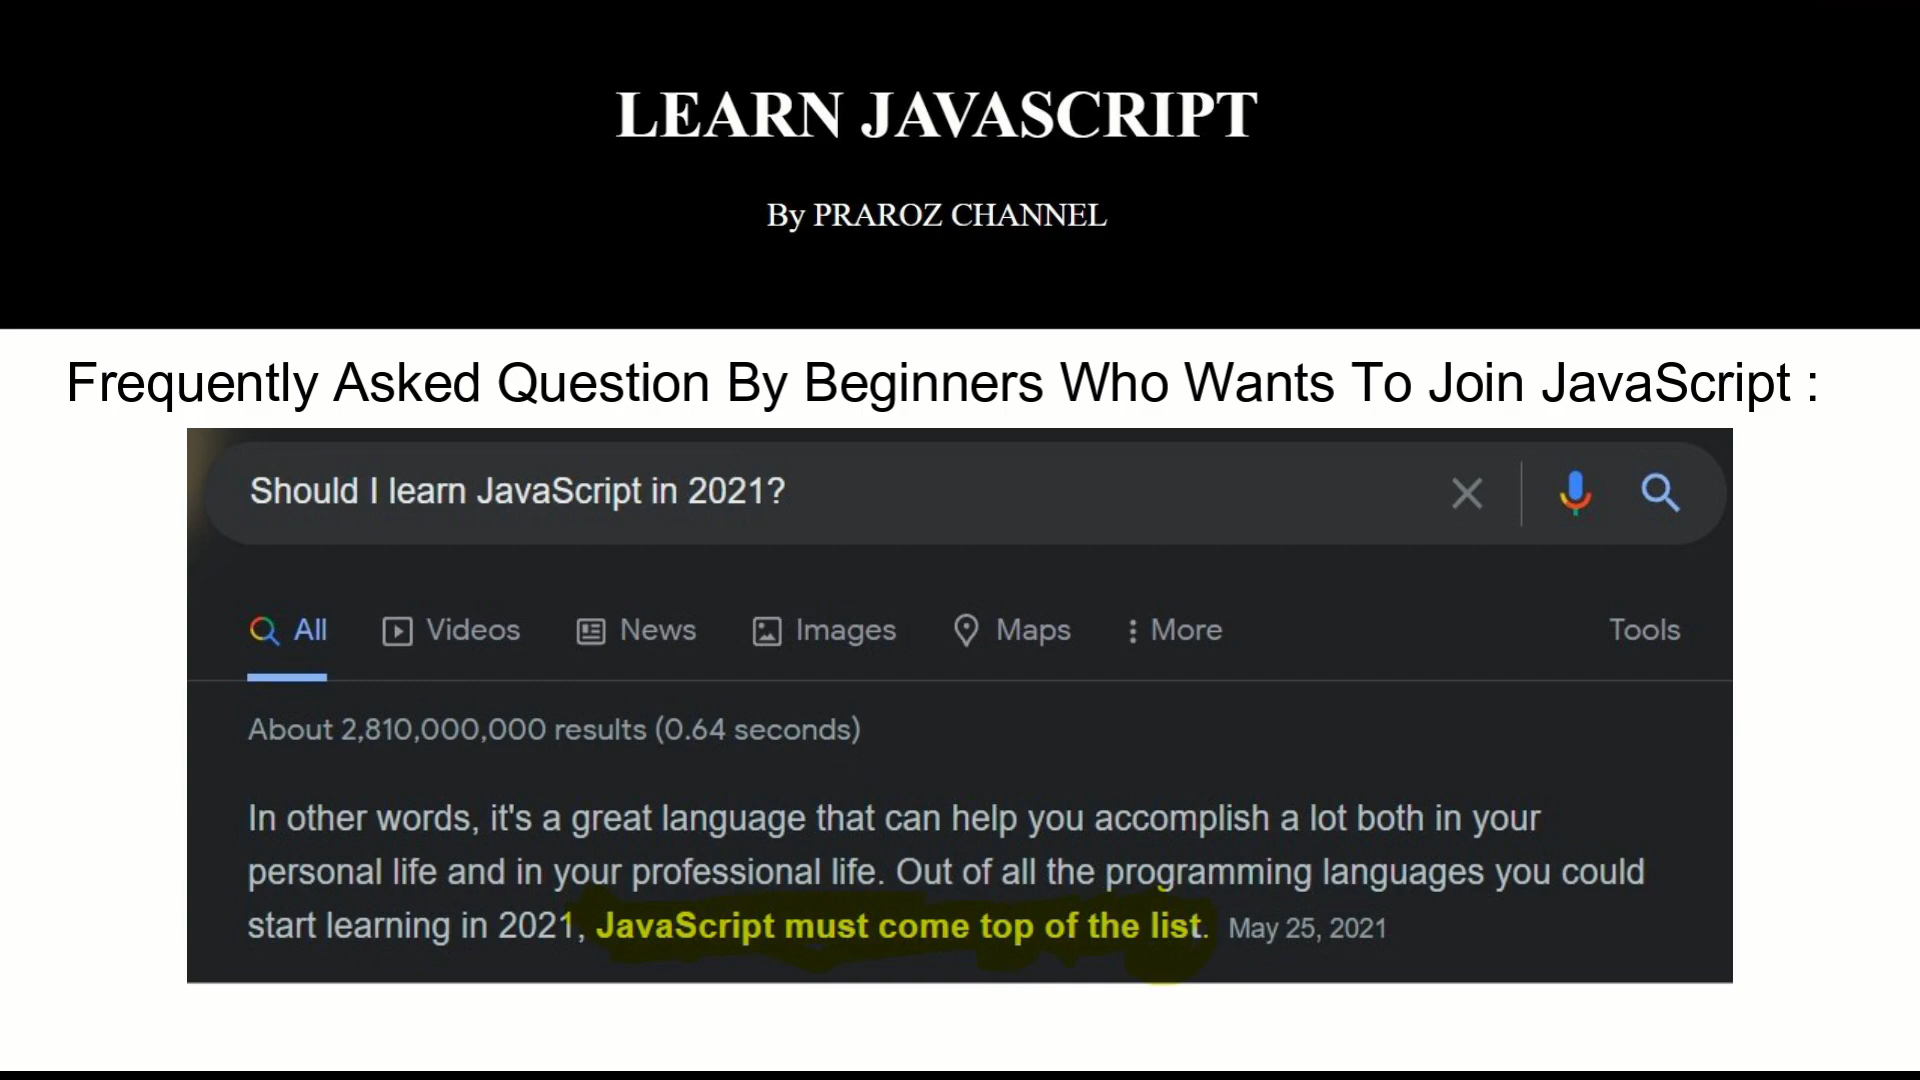 LEARN JAVASCRIPT
By PRAROZ CHANNEL
Frequently Asked Question By Beginners Who Wants To Join JavaScript :
Should I learn JavaScript in 2021?
All Videos News Images Maps More Tools
About 2,810,000,000 results (0.64 seconds)
In other words, it's a great language that can help you accomplish a lot both in your
personal life and in your professional life. Out of all the programming languages you could
start learning in 2021, JavaScript must come top of the list. May 25, 2021